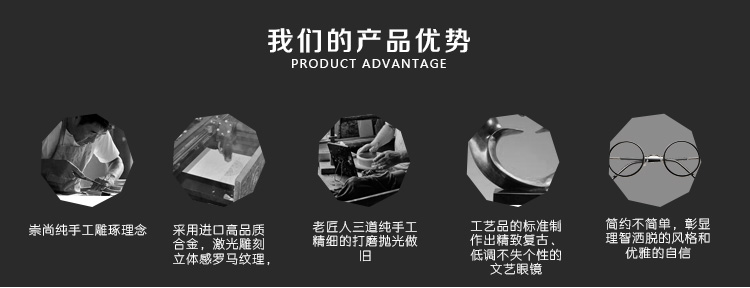 我们的产品优势
PRODUCT ADVANTAGE
崇尚纯手工雕琢理念
采用进口高品质
合金，激光雕刻
立体感罗马纹理，
老匠人三道纯手工
精细的打磨抛光做
旧
工艺品的标准制
作出精致复古、
低调不失个性的
文艺眼镜
简约不简单，彰显
理智洒脱的风格和
优雅的自信